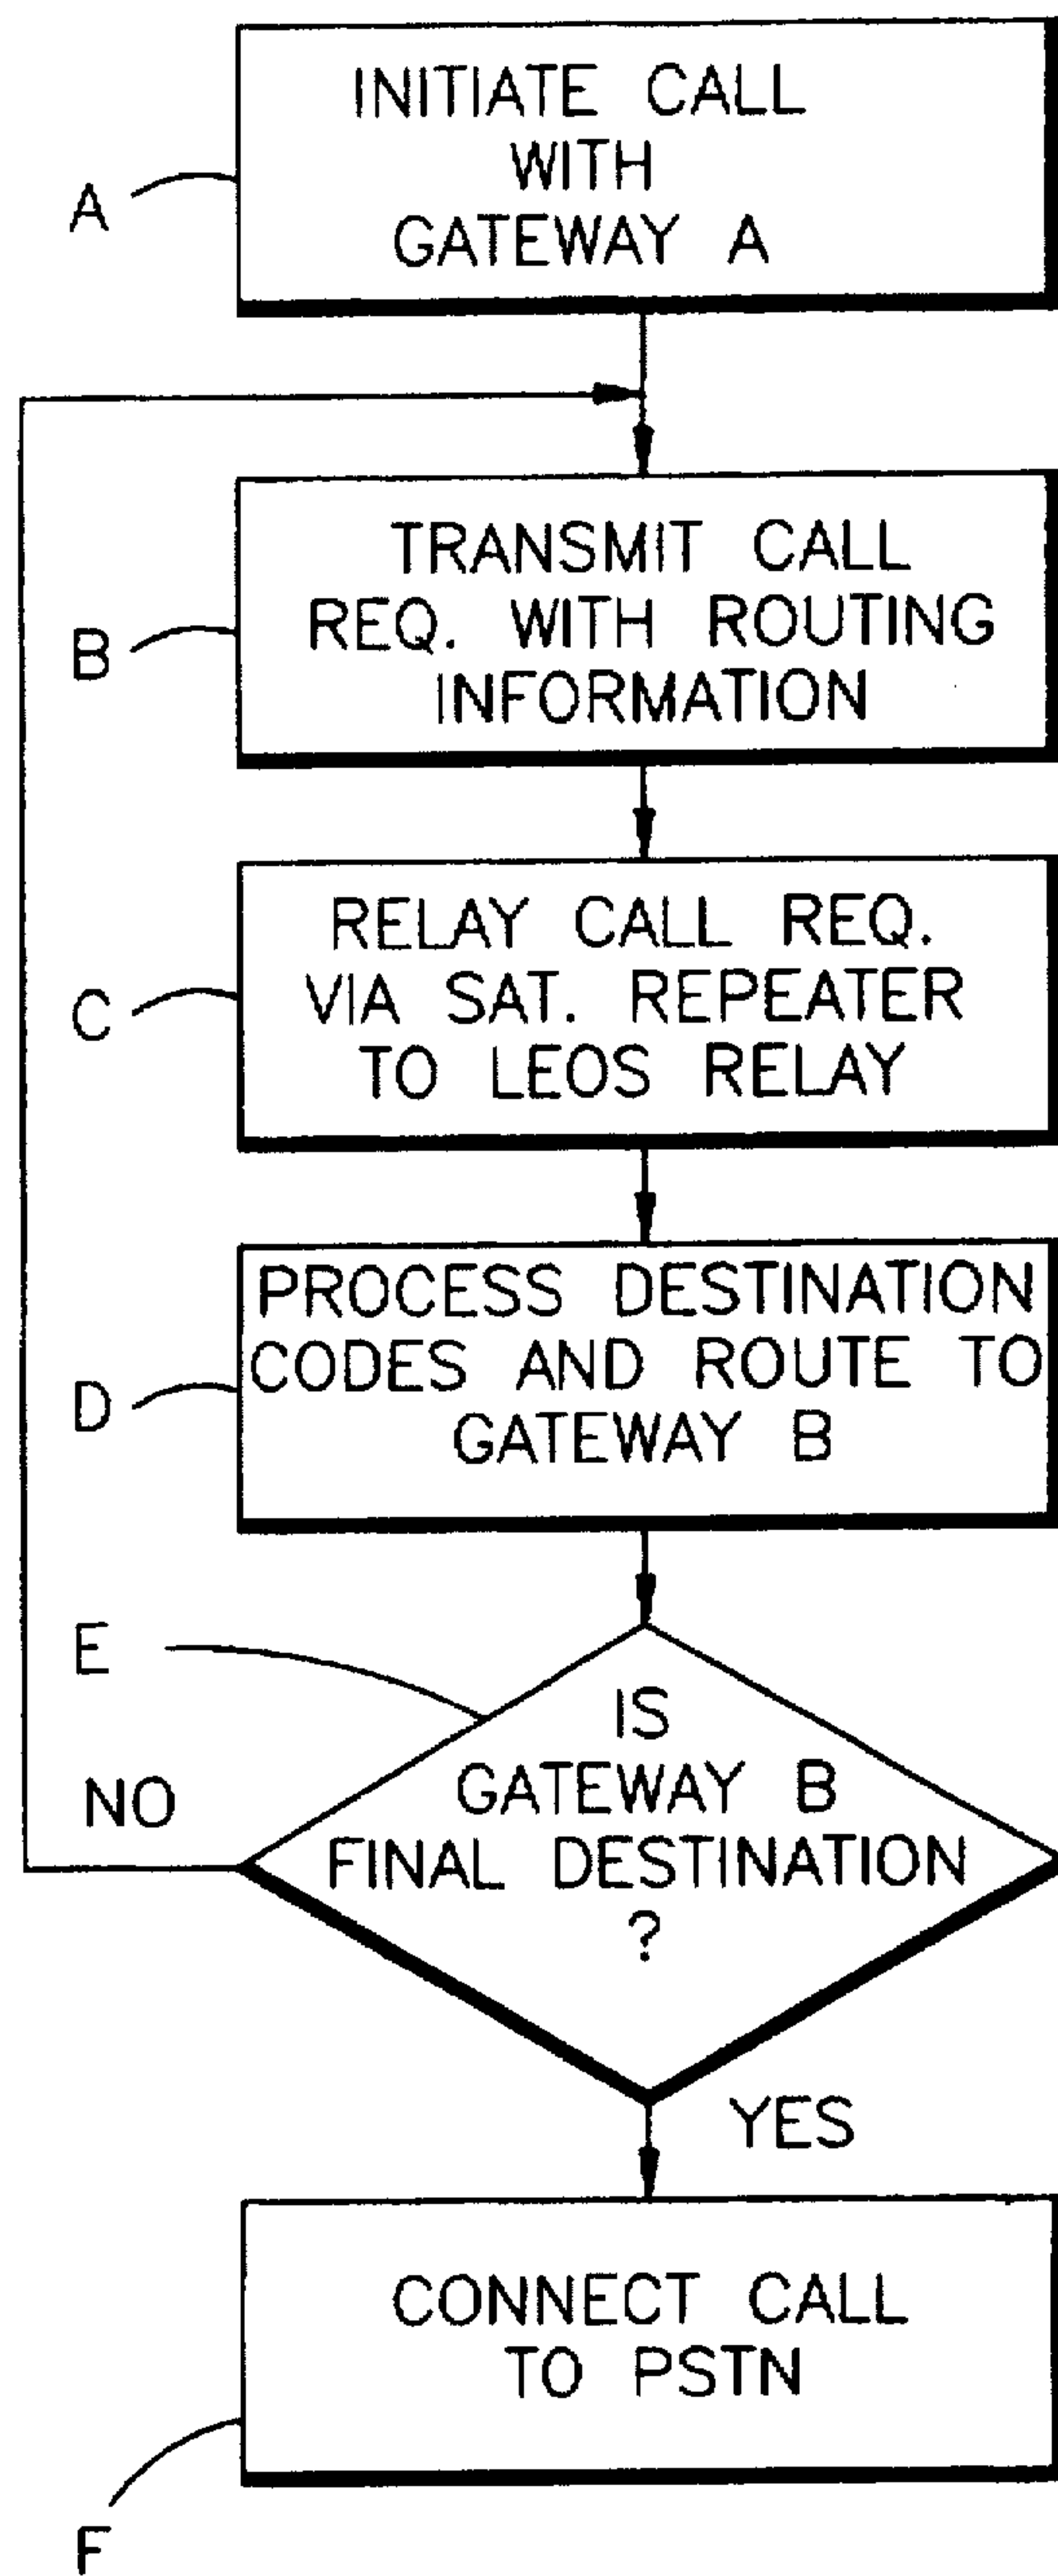 INITIATE CALL
WITH
GATEWAY A
A
TRANSMIT CALL
REQ. WITH ROUTING
INFORMATION
B
RELAY CALL REQ.
VIA SAT. REPEATER
TO LEOS RELAY
C
PROCESS DESTINATION
CODES AND ROUTE TO
GATEWAY B
D
E
IS
GATEWAY B
FINAL DESTINATION
?
NO
YES
CONNECT CALL
TO PSTN
F